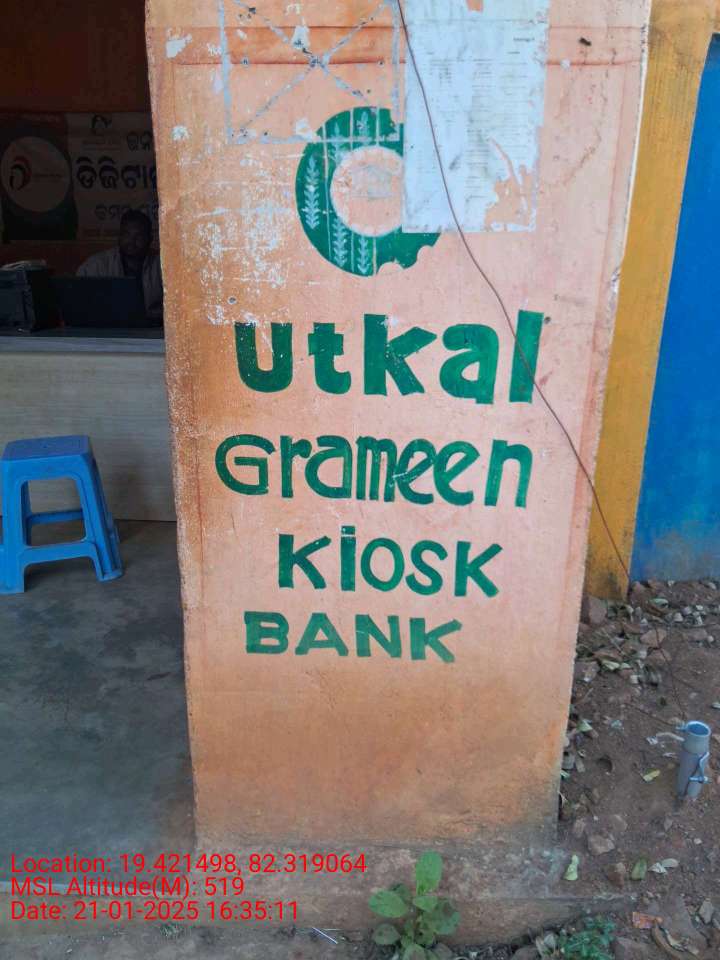 ଡିଜିଟାଲ
utkal
Grameen
Kiosk
BANK
Location: 19.421498, 82.319064
MSL Altitude(M): 519
Date: 21-01-2025 16:35:11